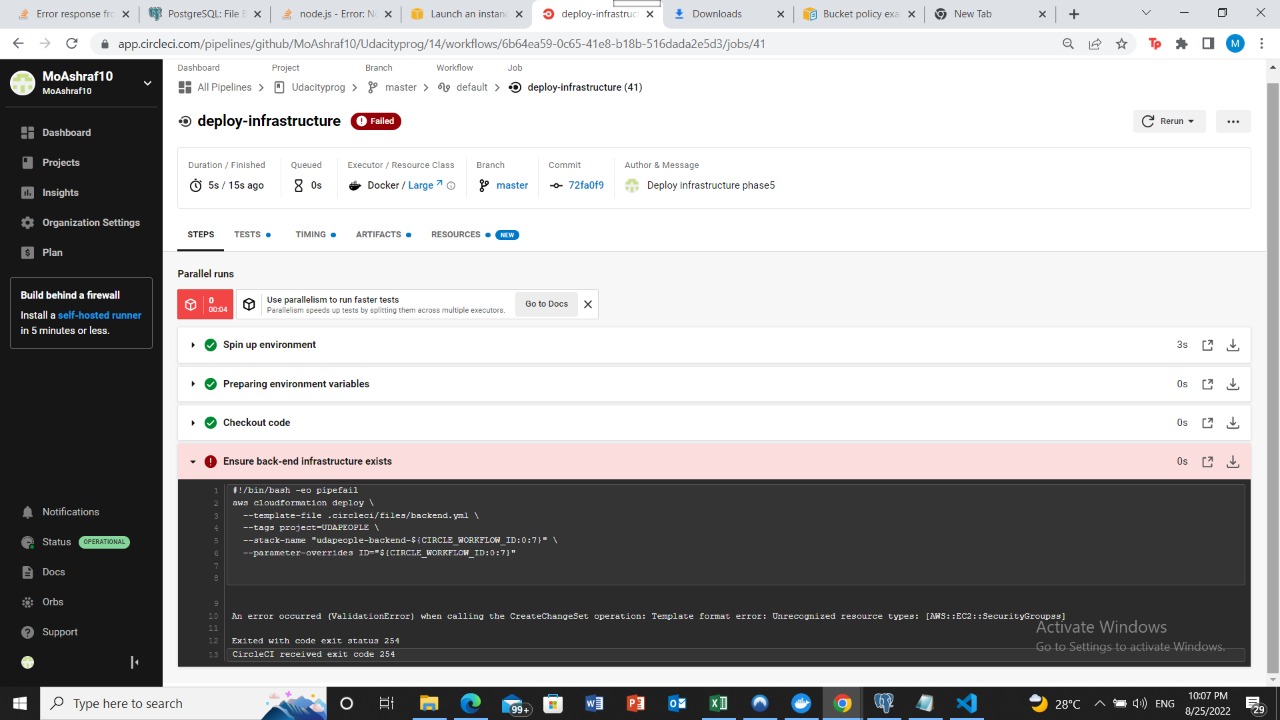 Error response fr
PostgreSQL: File B
node.js - Error: N
Launch an instanc
deploy-infrastruct
Downloads
Bucket policy exa
New Tab
app.circleci.com/pipelines/github/MoAshraf10/Udacityprog/14/workflows/6b64ea59-0c65-41e8-b18b-516dada2e5d3/jobs/41
Tp
M
MoAshraf10
MoAshraf10
Dashboard
Projects
Insights
Organization Settings
Plan
Build behind a firewall
Install a self-hosted runner
in 5 minutes or less.
Notifications
Status OPERATIONAL
Docs
Orbs
Support
Dashboard Project Branch Workflow Job
All Pipelines Udacityprog master default deploy-infrastructure (41)
deploy-infrastructure Failed
Rerun
Duration / Finished Queued Executor / Resource Class Branch Commit Author & Message
5s / 15s ago 0s Docker / Large master 72fa0f9 Deploy infrastructure phase5
STEPS TESTS TIMING ARTIFACTS RESOURCES NEW
Parallel runs
0
00:04
Use parallelism to run faster tests
Parallelism speeds up tests by splitting them across multiple executors.
Go to Docs
Spin up environment 3s
Preparing environment variables 0s
Checkout code 0s
Ensure back-end infrastructure exists 0s
1 #!/bin/bash -eo pipefail
2 aws cloudformation deploy \
3 --template-file .circleci/files/backend.yml \
4 --tags project=UDAPEOPLE \
5 --stack-name "udapeople-backend-${CIRCLE_WORKFLOW_ID:0:7}" \
6 --parameter-overrides ID="${CIRCLE_WORKFLOW_ID:0:7}"
7
8
9
10 An error occurred (ValidationError) when calling the CreateChangeSet operation: Template format error: Unrecognized resource types: [AWS::EC2::SecurityGroupss]
11
12 Exited with code exit status 254
13 CircleCI received exit code 254
Activate Windows
Go to Settings to activate Windows.
Type here to search
99+
28°C
ENG
10:07 PM
8/25/2022
29